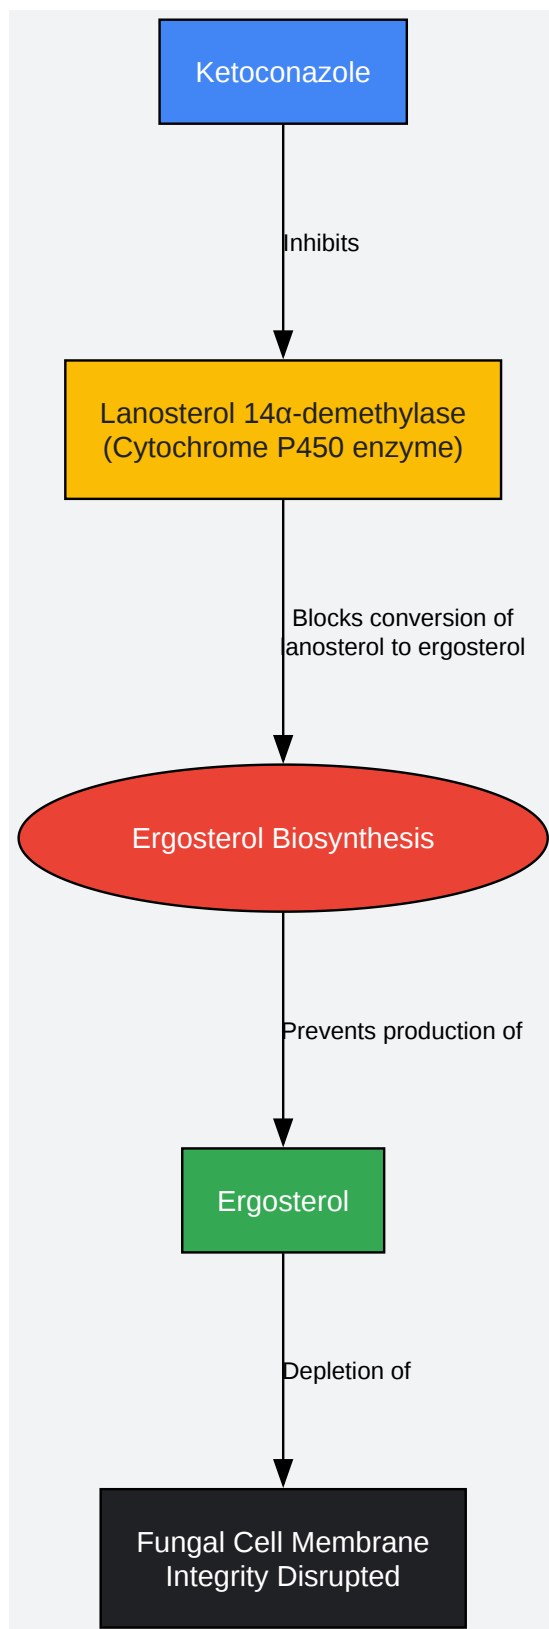 Ketoconazole
Inhibits
Lanosterol 14α-demethylase
(Cytochrome P450 enzyme)
Blocks conversion of
lanosterol to ergosterol
Ergosterol Biosynthesis
Prevents production of
Ergosterol
Depletion of
Fungal Cell Membrane
Integrity Disrupted